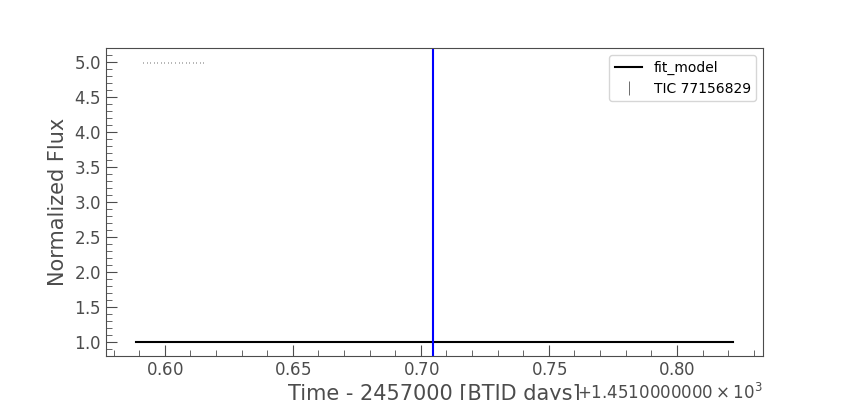 Normalized Flux
5.0
4.5
4.0
3.5
3.0
2.5
2.0
1.5
1.0
fit_model
TIC 77156829
0.60 0.65 0.70 0.75 0.80
Time - 2457000 [BTJD days]
+1.4510000000 × 10³